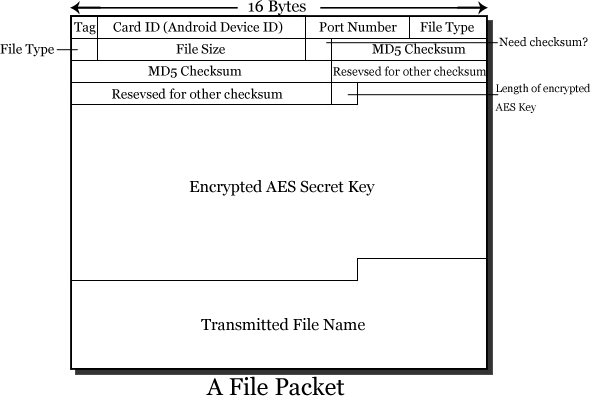 16 Bytes
Tag
Card ID (Android Device ID)
Port Number
File Type
File Type
File Size
MD5 Checksum
Need checksum?
MD5 Checksum
Resevsed for other checksum
Resevsed for other checksum
Length of encrypted
AES Key
Encrypted AES Secret Key
Transmitted File Name
A File Packet